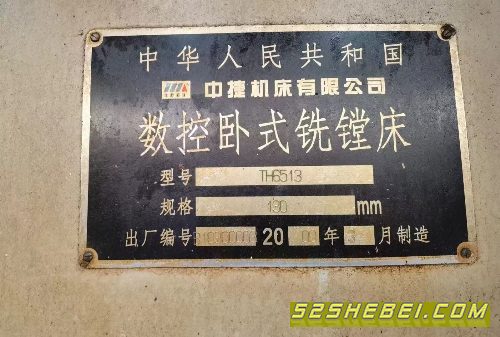 中华人民共和国
中捷机床有限公司
数控卧式铣镗床
型号 TH6513
规格 130 mm
出厂编号 20 年 月制造
52SHEBEI.COM